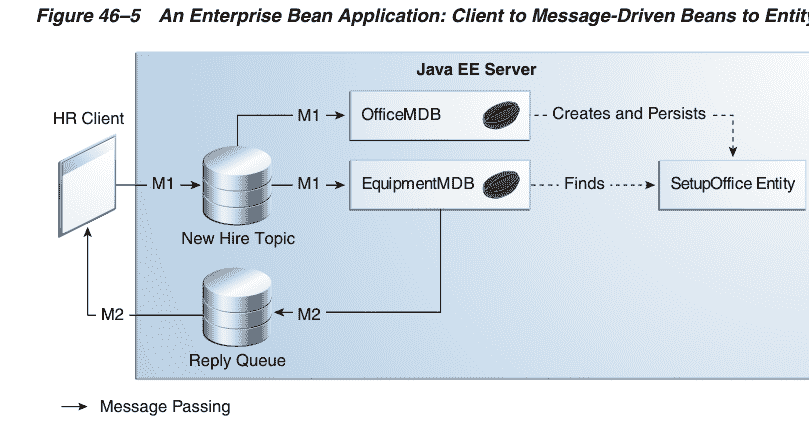 Figure 46–5 An Enterprise Bean Application: Client to Message-Driven Beans to Entity
Java EE Server
HR Client
M1
OfficeMDB
Creates and Persists
M1
M1
EquipmentMDB
Finds
SetupOffice Entity
New Hire Topic
M2
M2
Reply Queue
Message Passing